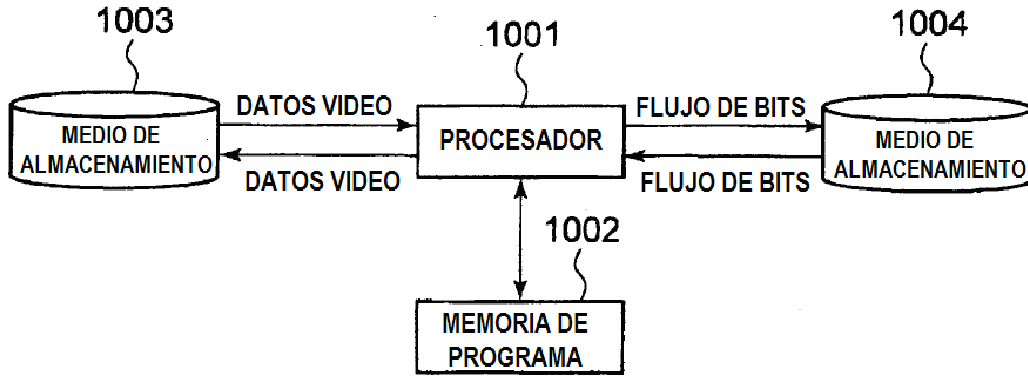 1003
1001
1004
MEDIO DE
ALMACENAMIENTO
DATOS VIDEO
DATOS VIDEO
PROCESADOR
FLUJO DE BITS
FLUJO DE BITS
MEDIO DE
ALMACENAMIENTO
1002
MEMORIA DE
PROGRAMA